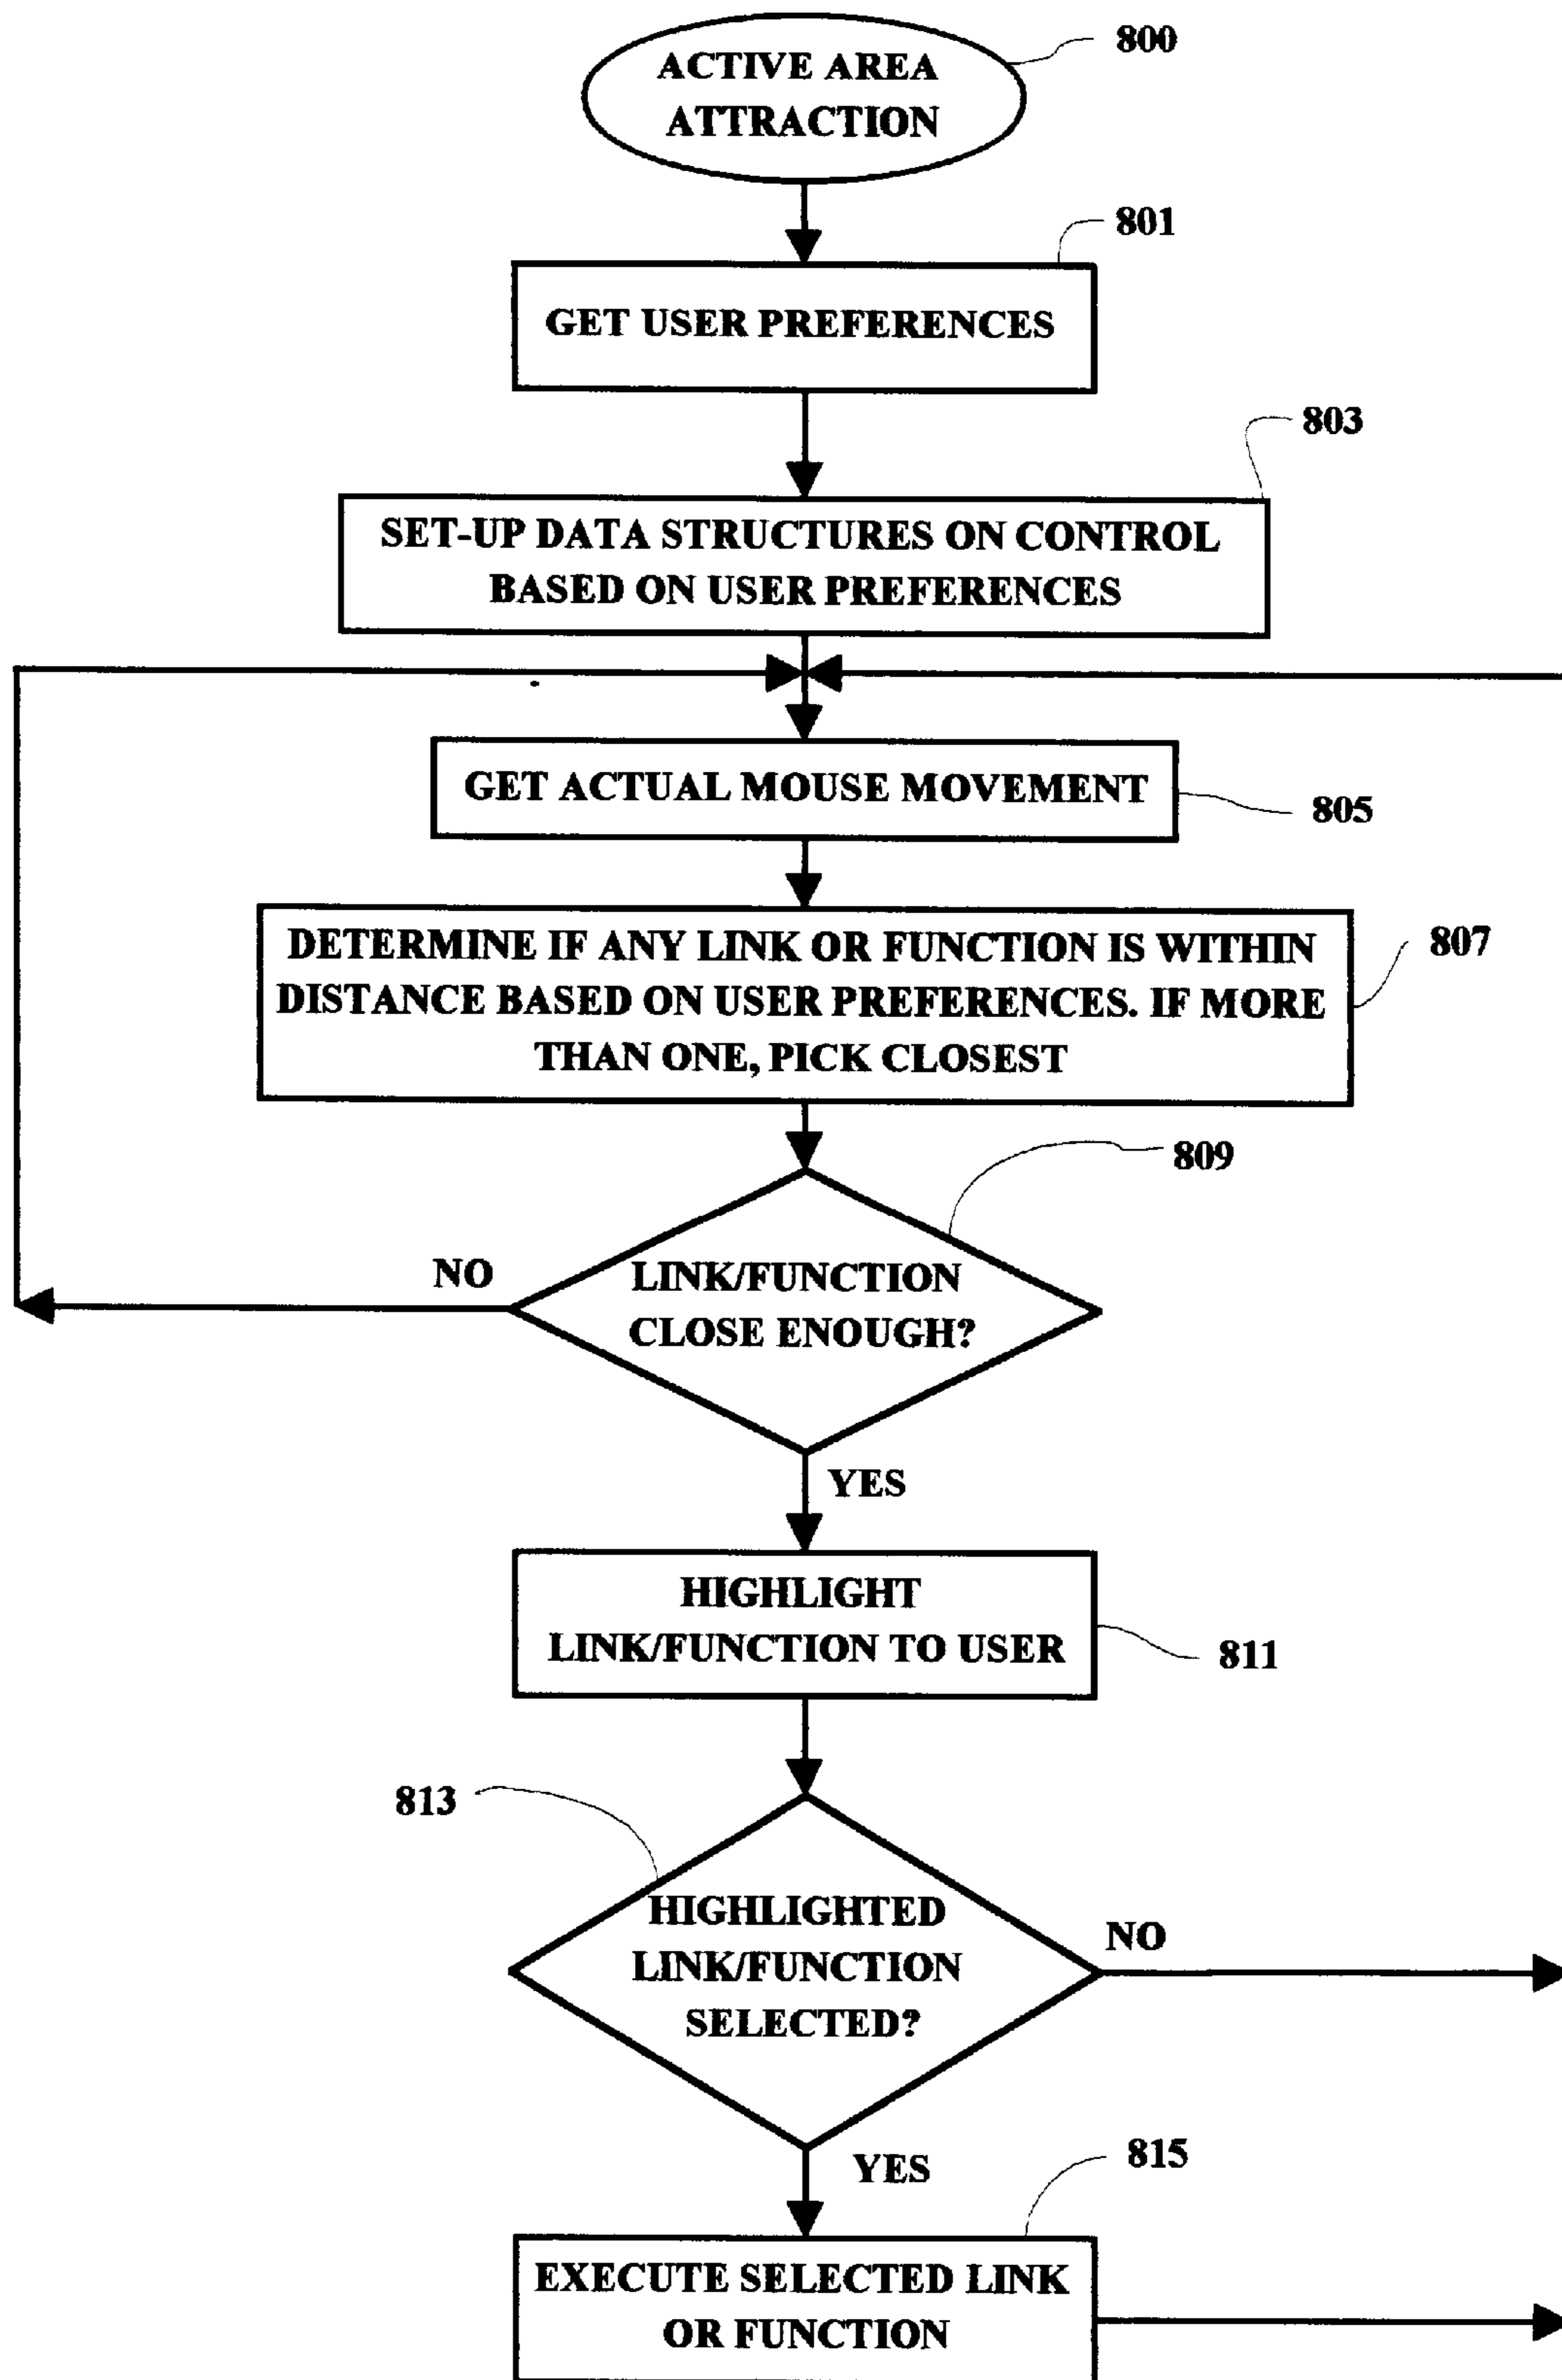 ACTIVE AREA
ATTRACTION
800
801
GET USER PREFERENCES
803
SET-UP DATA STRUCTURES ON CONTROL
BASED ON USER PREFERENCES
GET ACTUAL MOUSE MOVEMENT
805
DETERMINE IF ANY LINK OR FUNCTION IS WITHIN
DISTANCE BASED ON USER PREFERENCES. IF MORE
THAN ONE, PICK CLOSEST
807
809
NO
LINK/FUNCTION
CLOSE ENOUGH?
YES
HIGHLIGHT
LINK/FUNCTION TO USER
811
813
HIGHLIGHTED
LINK/FUNCTION
SELECTED?
NO
YES
815
EXECUTE SELECTED LINK
OR FUNCTION